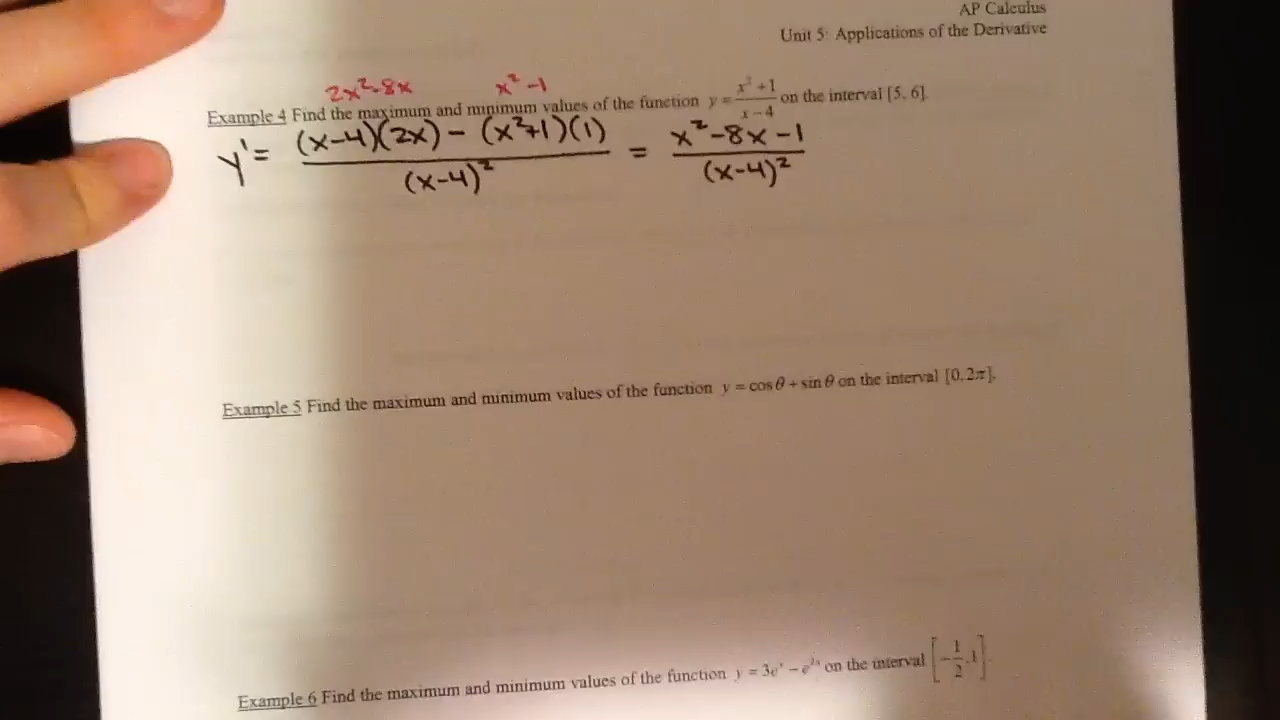 AP Calculus
Unit 5: Applications of the Derivative
2x²-8x x²-1
Example 4 Find the maximum and minimum values of the function y = (x²+1)/(x-4) on the interval [5, 6].
y' = ((x-4)(2x) - (x²+1)(1))/(x-4)² = (x²-8x-1)/(x-4)²
Example 5 Find the maximum and minimum values of the function y = cos θ + sin θ on the interval [0, 2π].
Example 6 Find the maximum and minimum values of the function y = 3eˣ - e²ˣ on the interval [-1/2, 1].